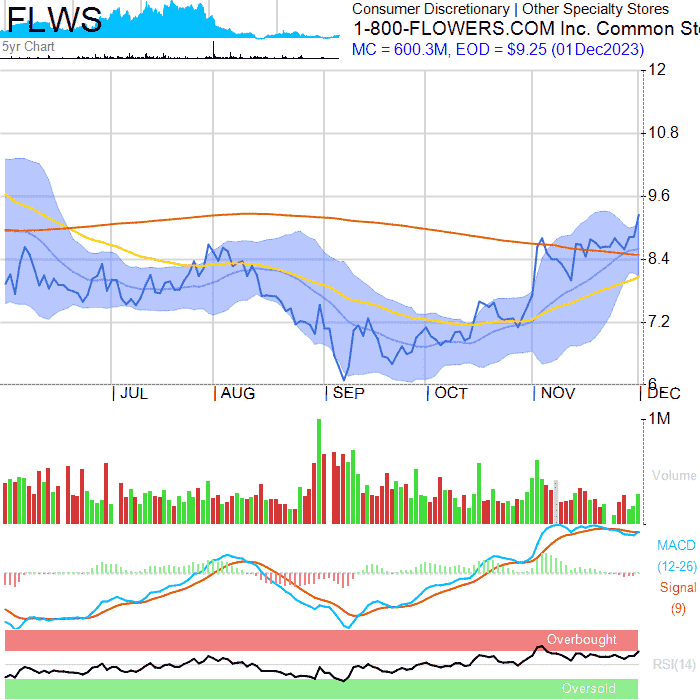 FLWS
Consumer Discretionary | Other Specialty Stores
1-800-FLOWERS.COM Inc. Common Sto
MC = 600.3M, EOD = $9.25 (01Dec2023)
5yr Chart
12
10.8
9.6
8.4
7.2
6
JUL AUG SEP OCT NOV DEC
1M
Volume
MACD
(12-26)
Signal
(9)
Overbought
RSI(14)
Oversold